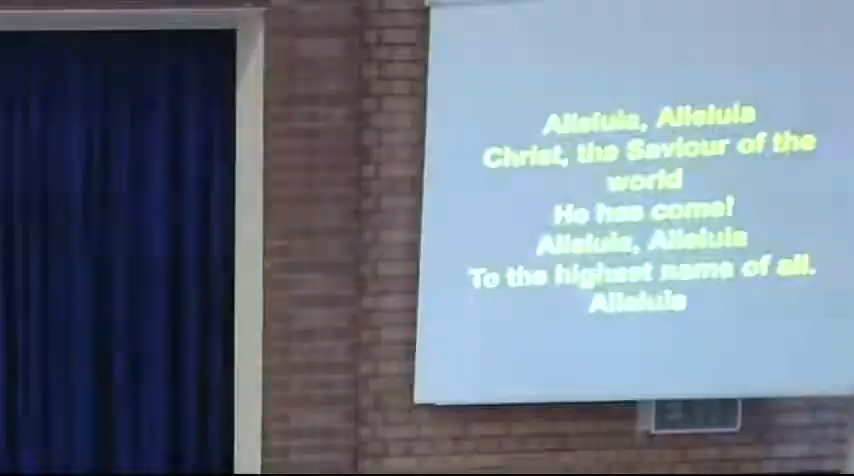 Alleluia, Alleluia
Christ, the Saviour of the
world
He has come!
Alleluia, Alleluia
To the highest name of all.
Alleluia